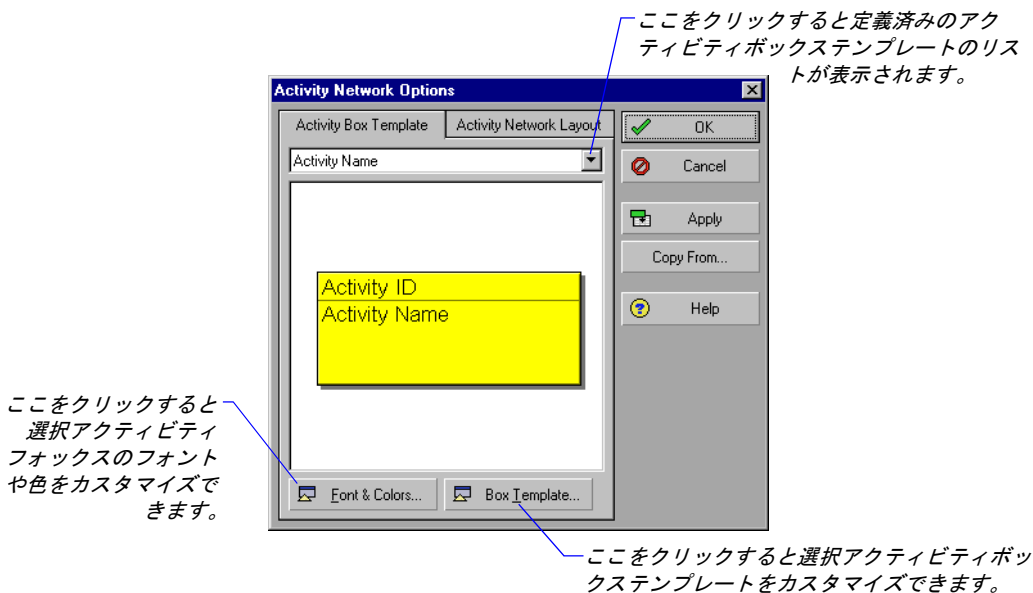 ここをクリックすると定義済みのアク
ティビティボックステンプレートのリス
トが表示されます。
Activity Network Options
Activity Box Template
Activity Network Layout
OK
Activity Name
Cancel
Apply
Copy From...
Activity ID
Activity Name
Help
ここをクリックすると
選択アクティビティ
フォックスのフォント
や色をカスタマイズで
きます。
Font & Colors...
Box Template...
ここをクリックすると選択アクティビティボッ
クステンプレートをカスタマイズできます。